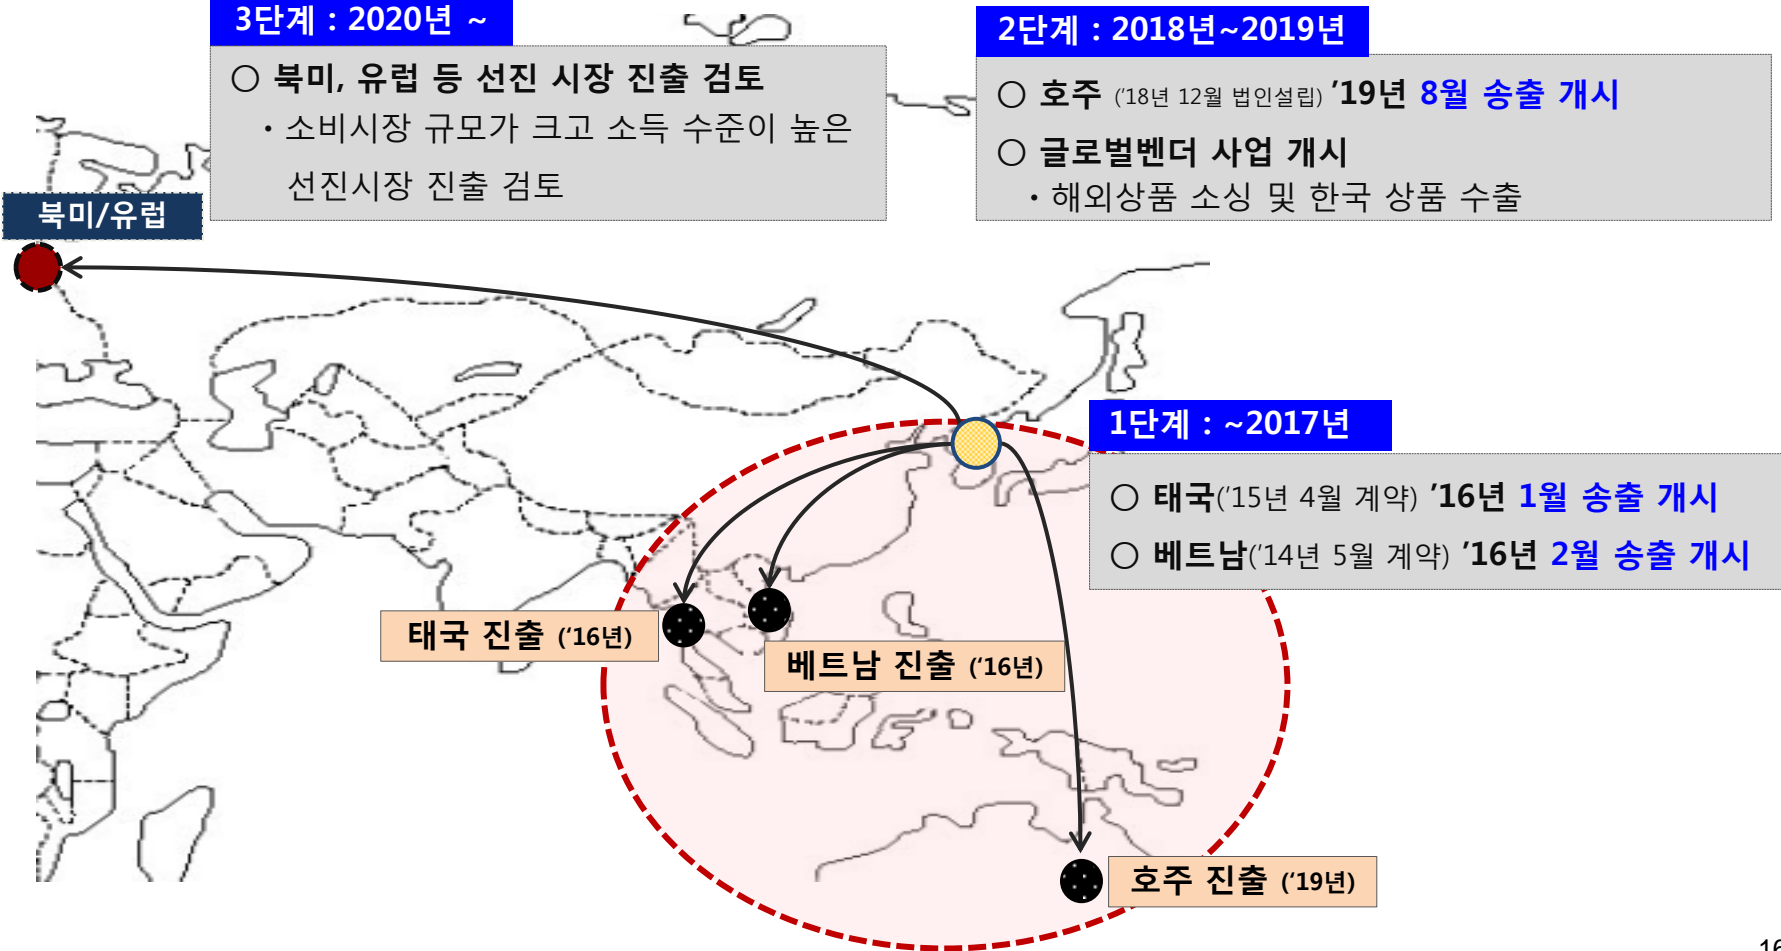 3단계 : 2020년 ~
○ 북미, 유럽 등 선진 시장 진출 검토
· 소비시장 규모가 크고 소득 수준이 높은
선진시장 진출 검토
2단계 : 2018년~2019년
○ 호주 (‘18년 12월 법인설립) ’19년 8월 송출 개시
○ 글로벌벤더 사업 개시
· 해외상품 소싱 및 한국 상품 수출
북미/유럽
1단계 : ~2017년
○ 태국(’15년 4월 계약) ’16년 1월 송출 개시
○ 베트남(’14년 5월 계약) ’16년 2월 송출 개시
태국 진출 (‘16년)
베트남 진출 (‘16년)
호주 진출 (‘19년)
16